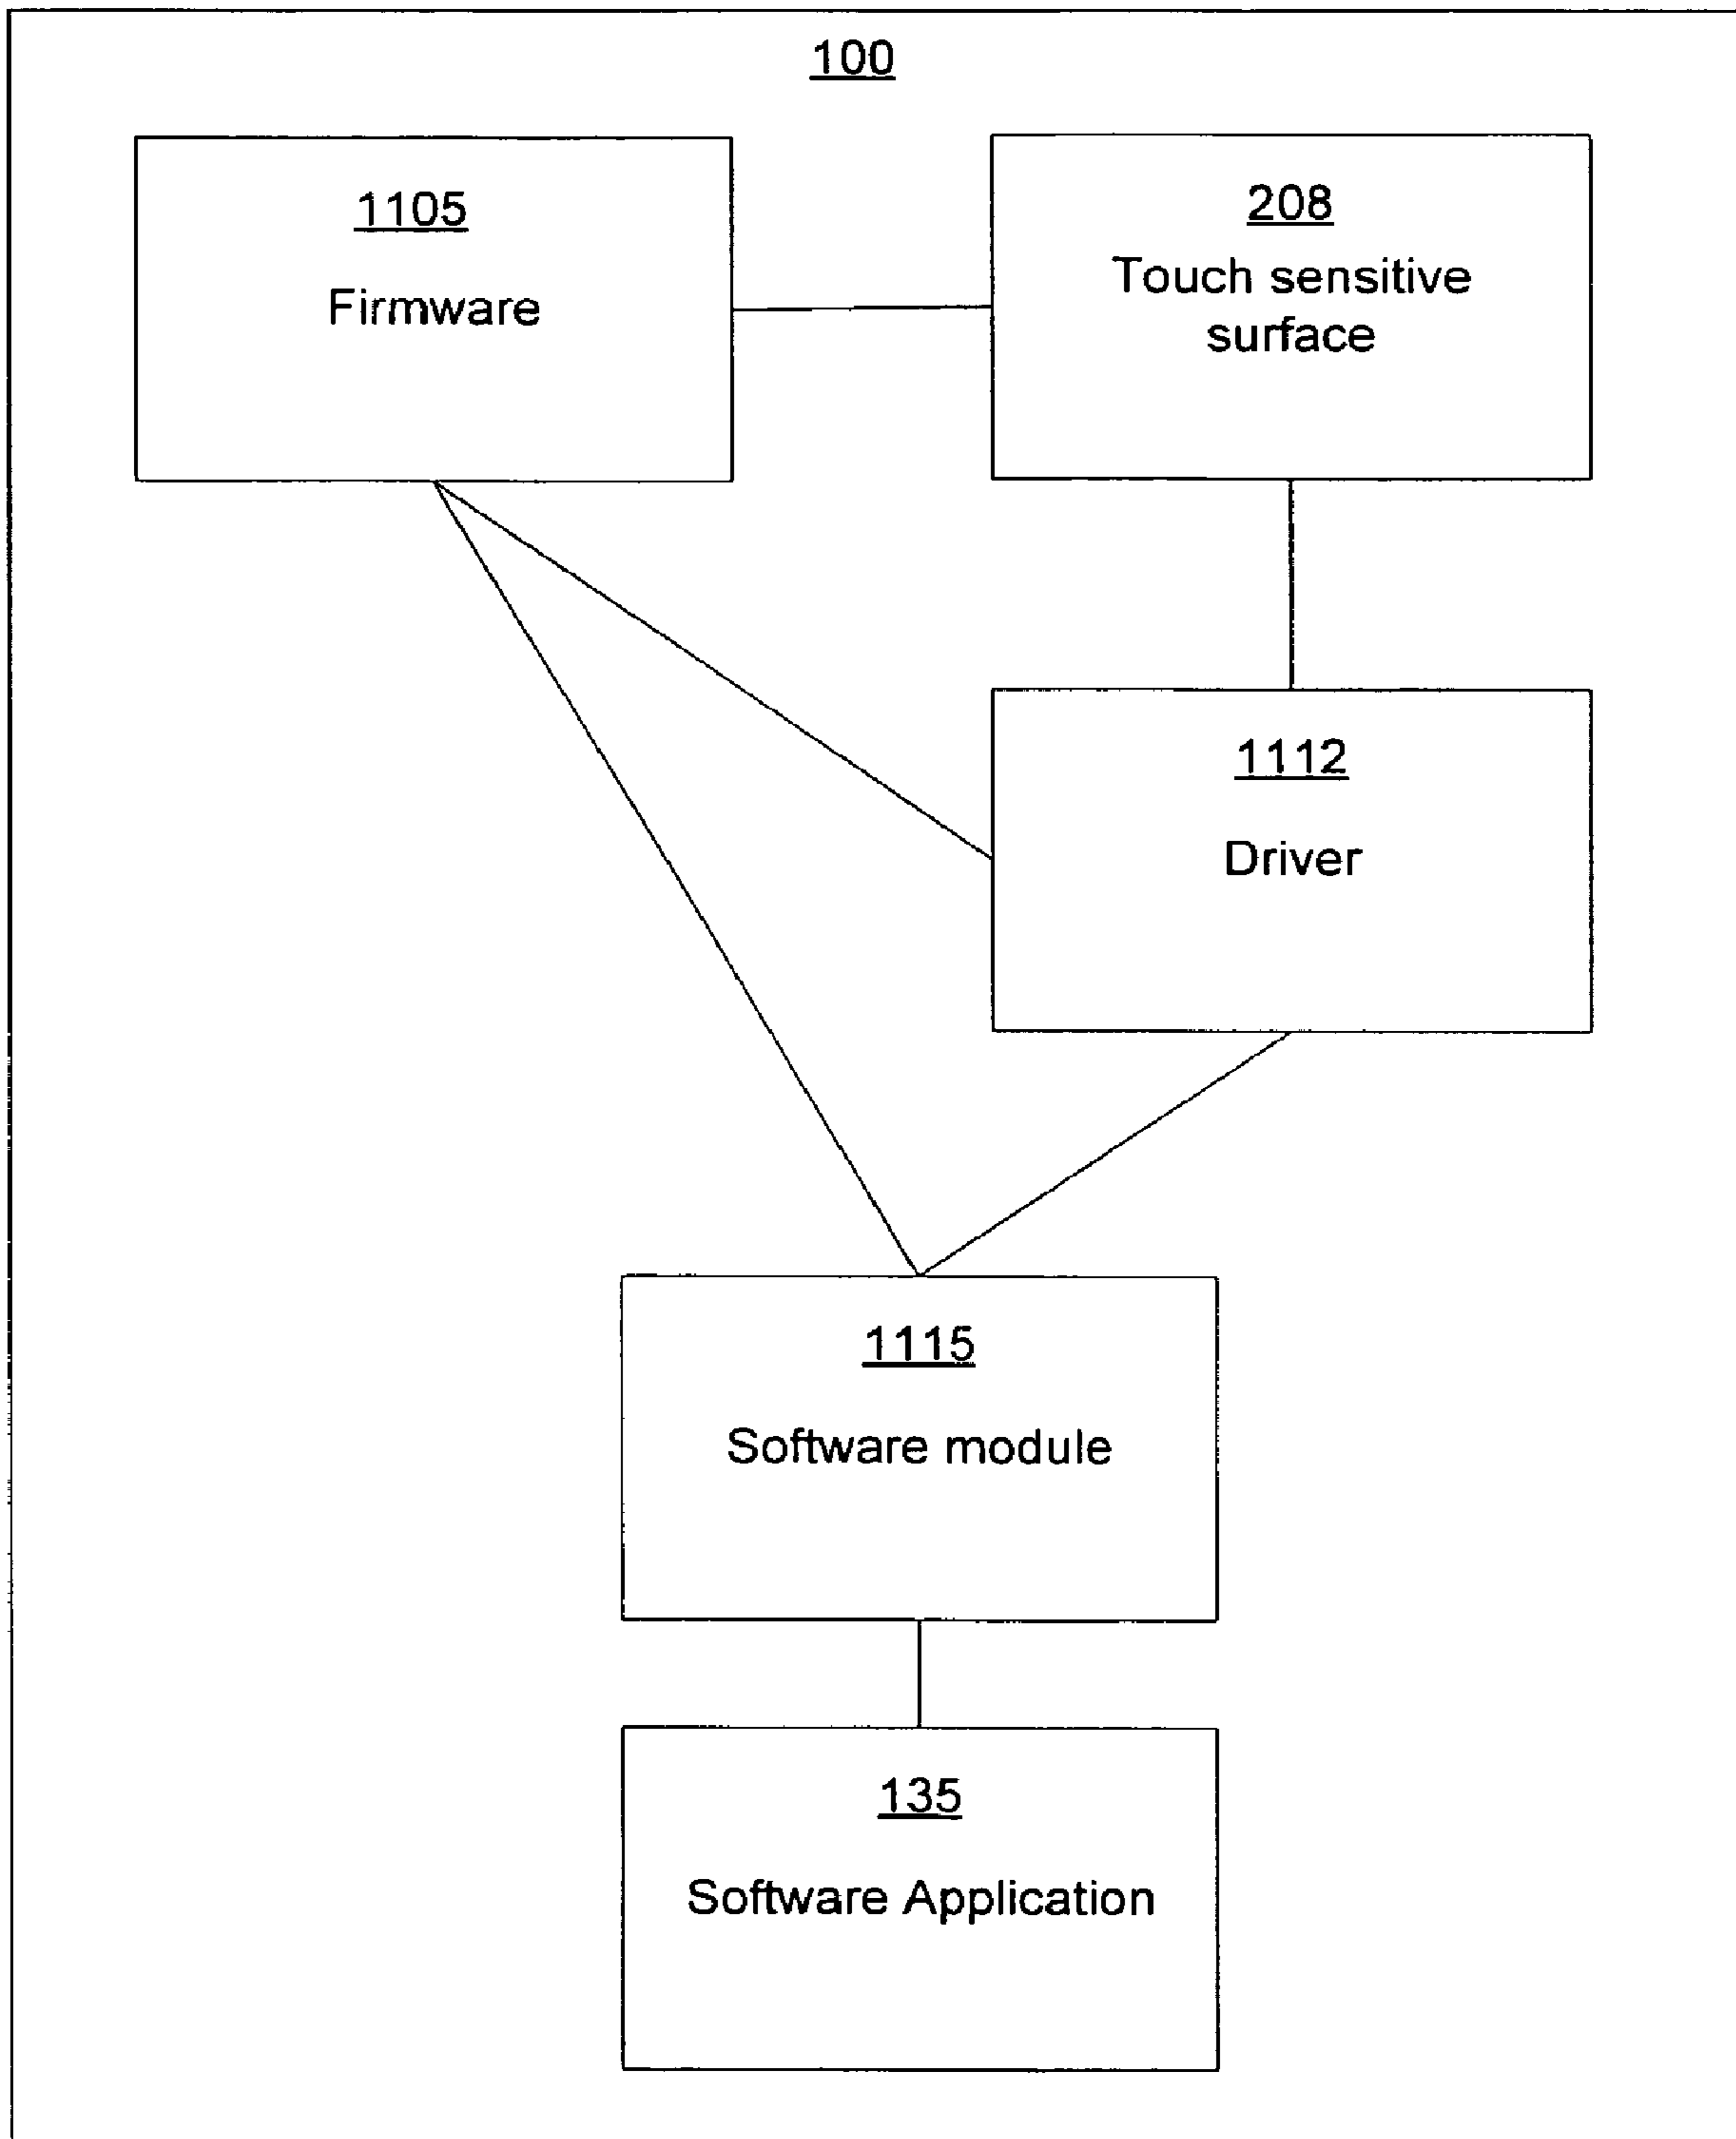 100
1105
Firmware
208
Touch sensitive
surface
1112
Driver
1115
Software module
135
Software Application